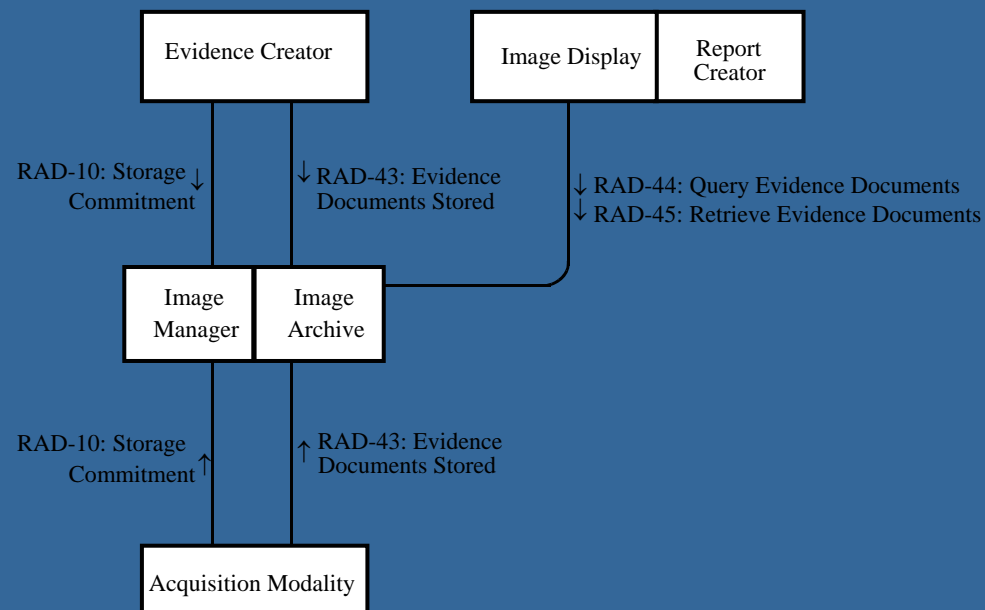 Evidence Creator
Image Display
Report
Creator
RAD-10: Storage
Commitment
↓
↓ RAD-43: Evidence
Documents Stored
↓ RAD-44: Query Evidence Documents
↓ RAD-45: Retrieve Evidence Documents
Image
Manager
Image
Archive
RAD-10: Storage
Commitment ↑
↑ RAD-43: Evidence
Documents Stored
Acquisition Modality